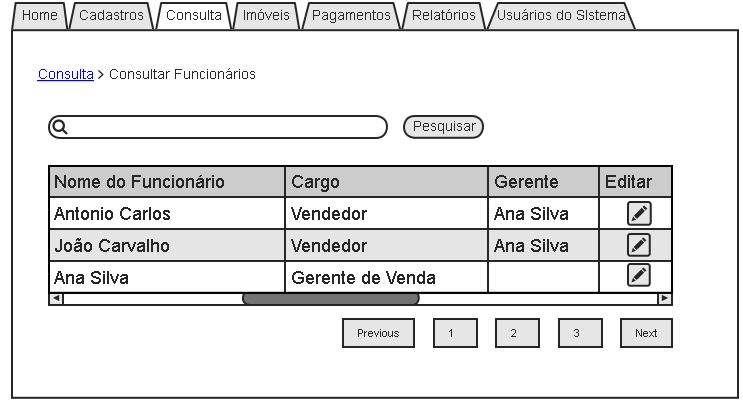 Home Cadastros Consulta Imóveis Pagamentos Relatórios Usuários do SIstema
Consulta > Consultar Funcionários
Pesquisar
Nome do Funcionário Cargo Gerente Editar
Antonio Carlos Vendedor Ana Silva
João Carvalho Vendedor Ana Silva
Ana Silva Gerente de Venda
Previous 1 2 3 Next